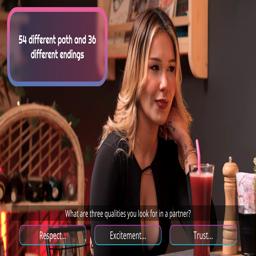 54 different path and 36
different endings
What are three qualities you look for in a partner?
Respect...
Excitement...
Trust...